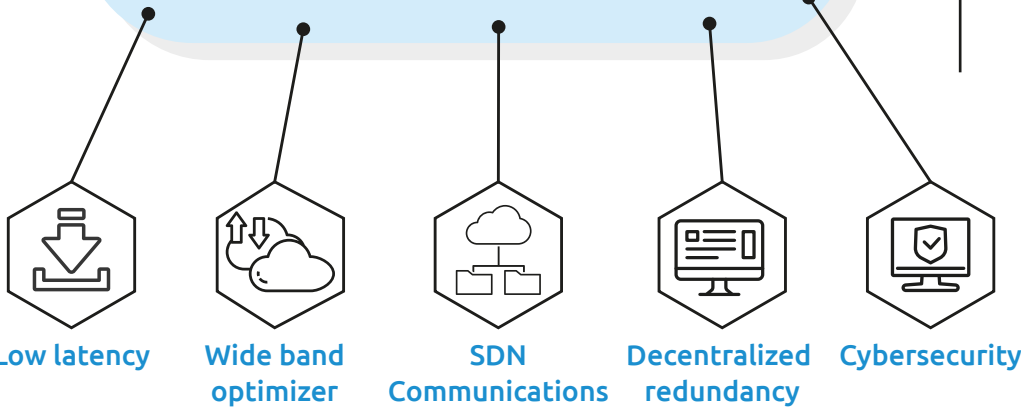 Low latency
Wide band
optimizer
SDN
Communications
Decentralized
redundancy
Cybersecurity